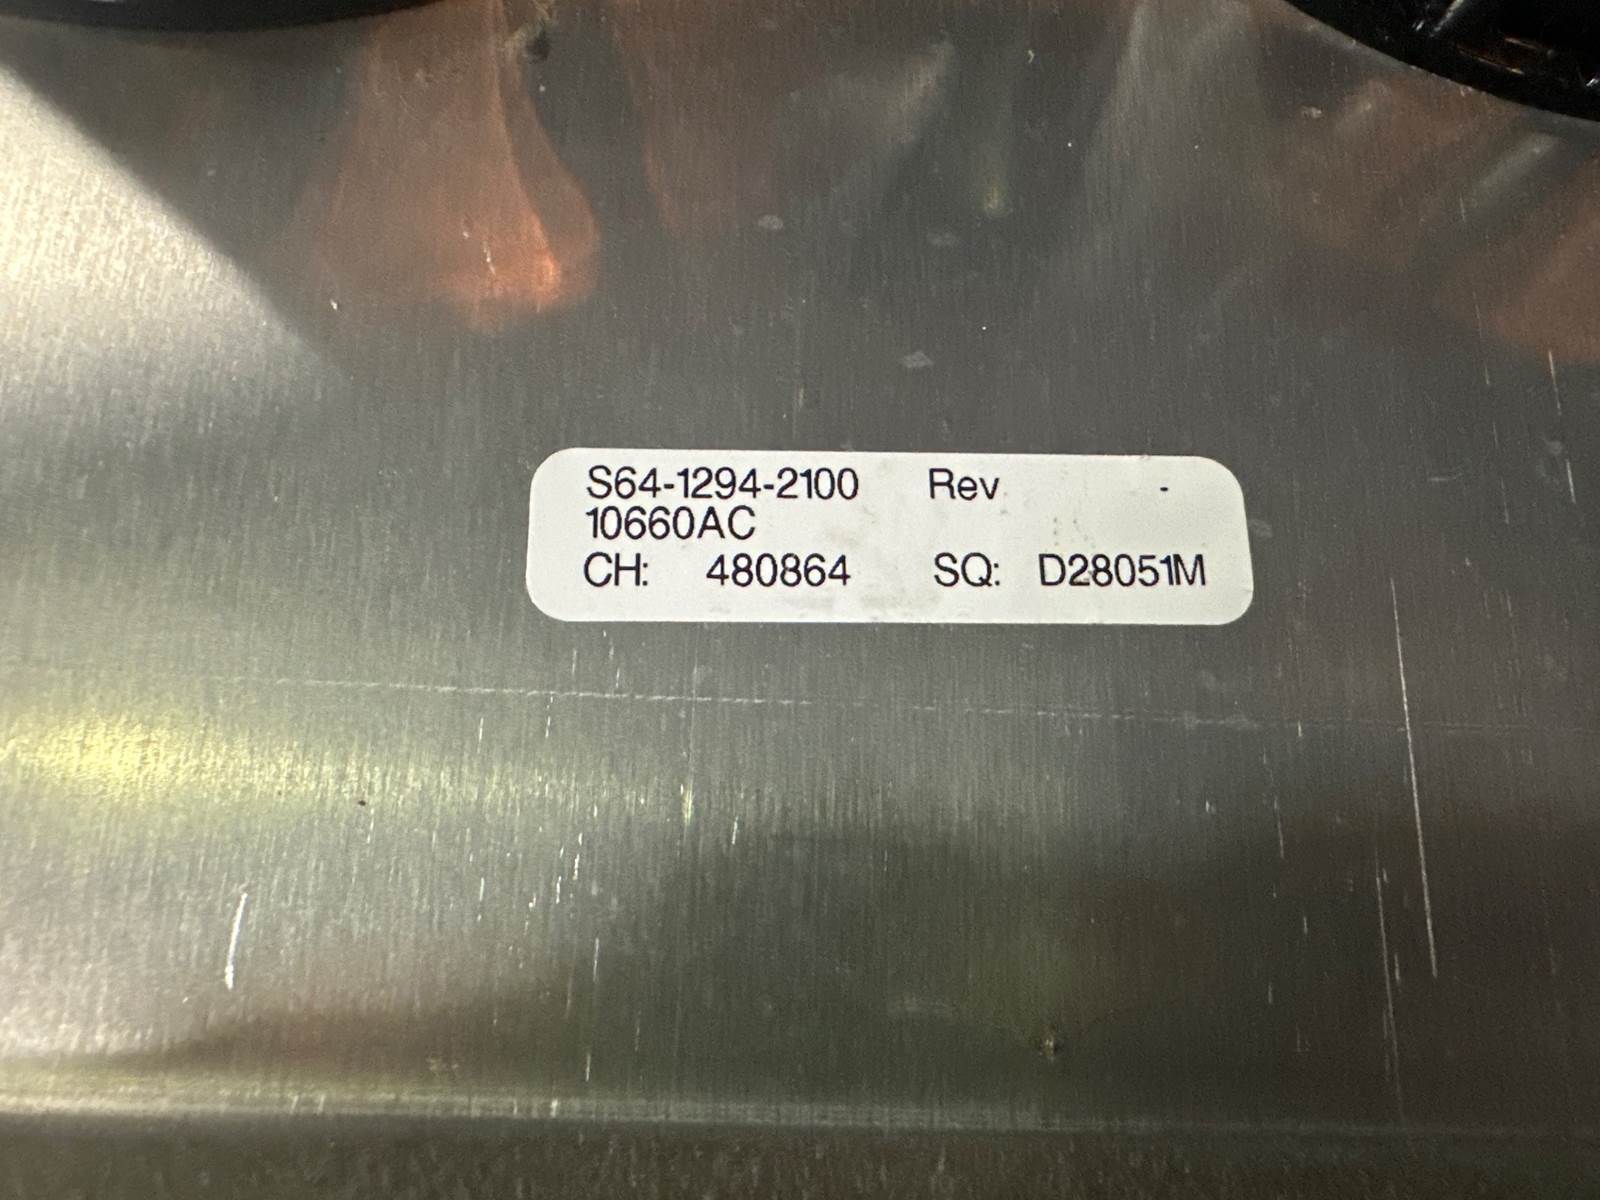 S64-1294-2100 Rev -
10660AC
CH: 480864 SQ: D28051M